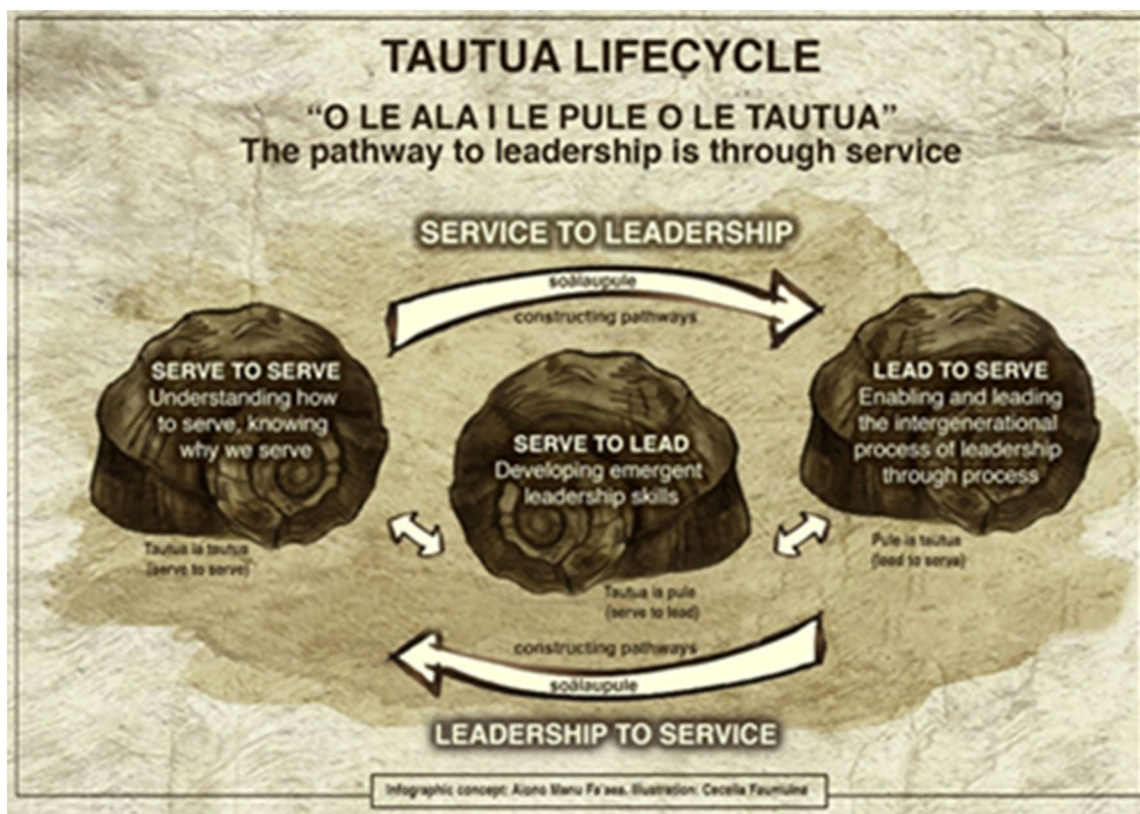 TAUTUA LIFECYCLE
“O LE ALA I LE PULE O LE TAUTUA”
The pathway to leadership is through service
SERVICE TO LEADERSHIP
soālaupule
constructing pathways
SERVE TO SERVE
Understanding how
to serve, knowing
why we serve
Tautua ia tautua
(serve to serve)
SERVE TO LEAD
Developing emergent
leadership skills
Tautua ia pule
(serve to lead)
LEAD TO SERVE
Enabling and leading
the intergenerational
process of leadership
through process
Pule ia tautua
(lead to serve)
constructing pathways
soālaupule
LEADERSHIP TO SERVICE
Infographic concept: Aiono Manu Fa'aea. Illustration: Cecelia Faumuina